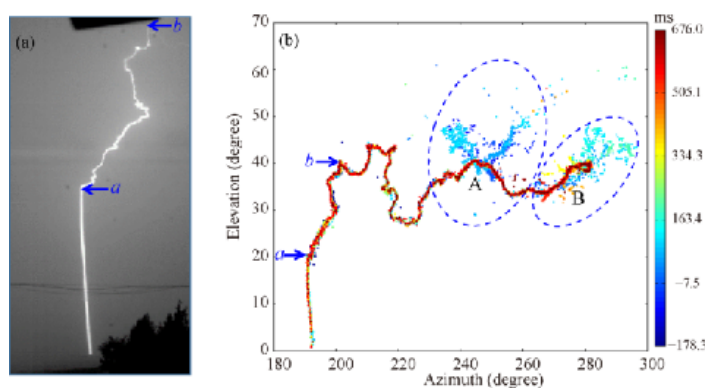 (a)
b
a
(b)
ms
70
60
50
40
30
20
10
0
Elevation (degree)
b
a
A
B
180
200
220
240
260
280
300
Azimuth (degree)
676.0
505.1
334.3
163.4
−7.5
−178.3